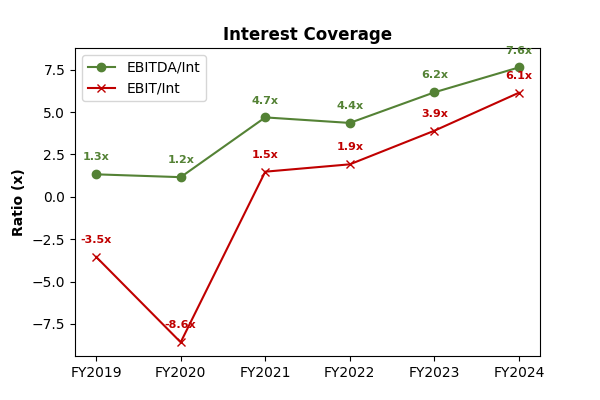 Interest Coverage
EBITDA/Int
EBIT/Int
Ratio (x)
7.5
5.0
2.5
0.0
−2.5
−5.0
−7.5
1.3x
1.2x
4.7x
4.4x
6.2x
7.6x
-3.5x
-8.6x
1.5x
1.9x
3.9x
6.1x
FY2019 FY2020 FY2021 FY2022 FY2023 FY2024